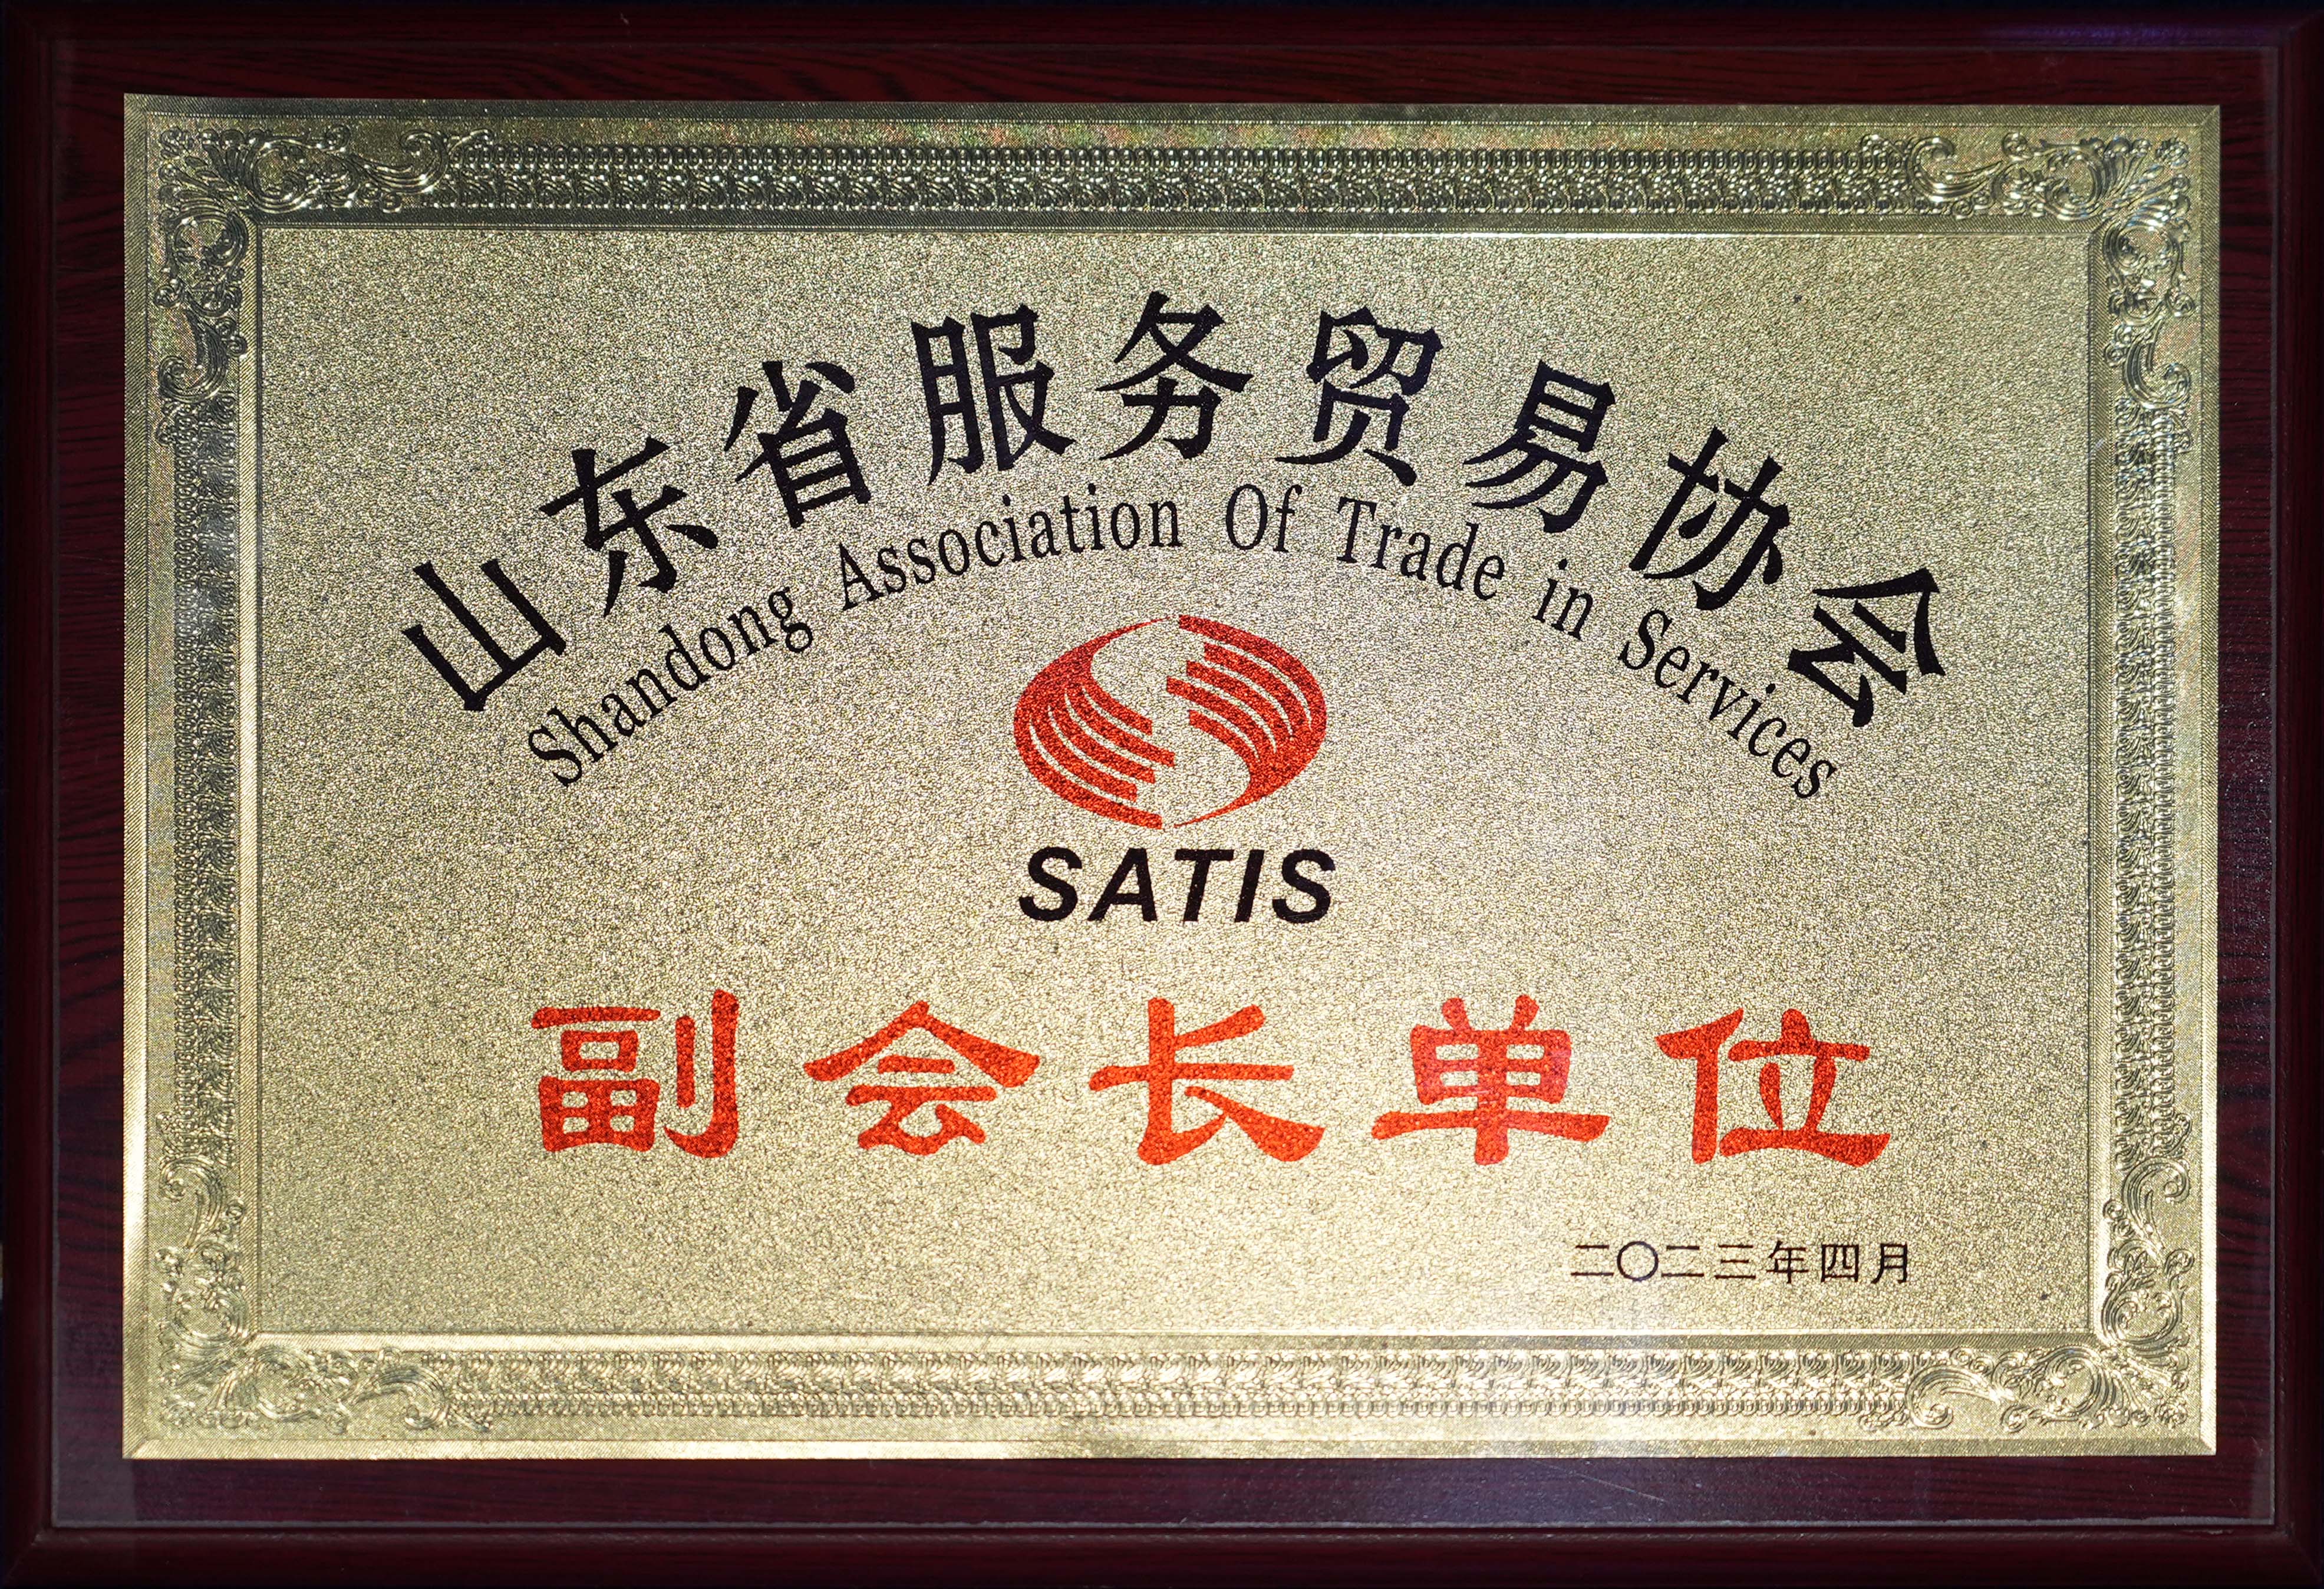 山东省服务贸易协会
Shandong Association Of Trade in Services
SATIS
副会长单位
二〇二三年四月